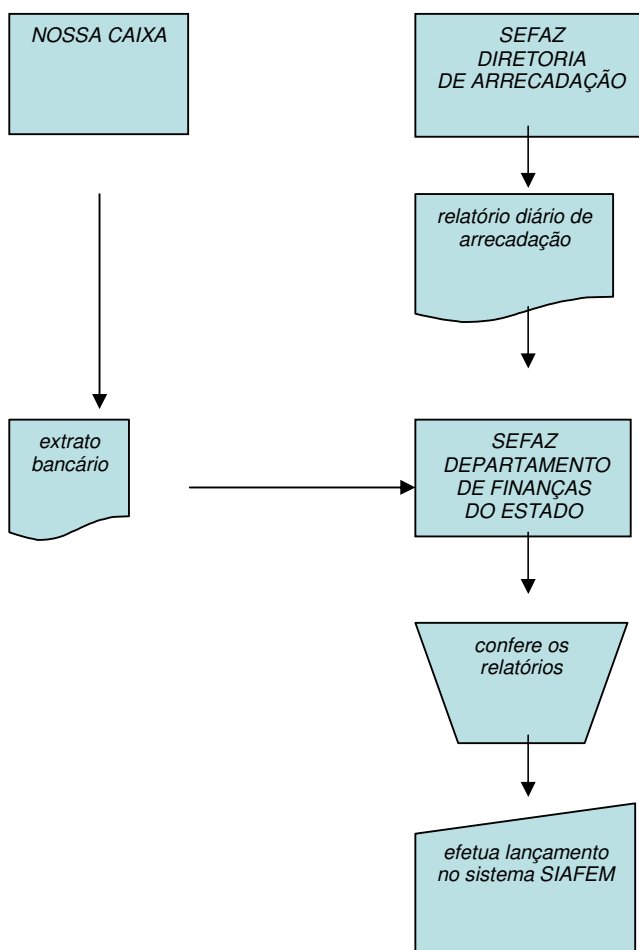 NOSSA CAIXA
SEFAZ
DIRETORIA
DE ARRECADAÇÃO
relatório diário de
arrecadação
extrato
bancário
SEFAZ
DEPARTAMENTO
DE FINANÇAS
DO ESTADO
confere os
relatórios
efetua lançamento
no sistema SIAFEM